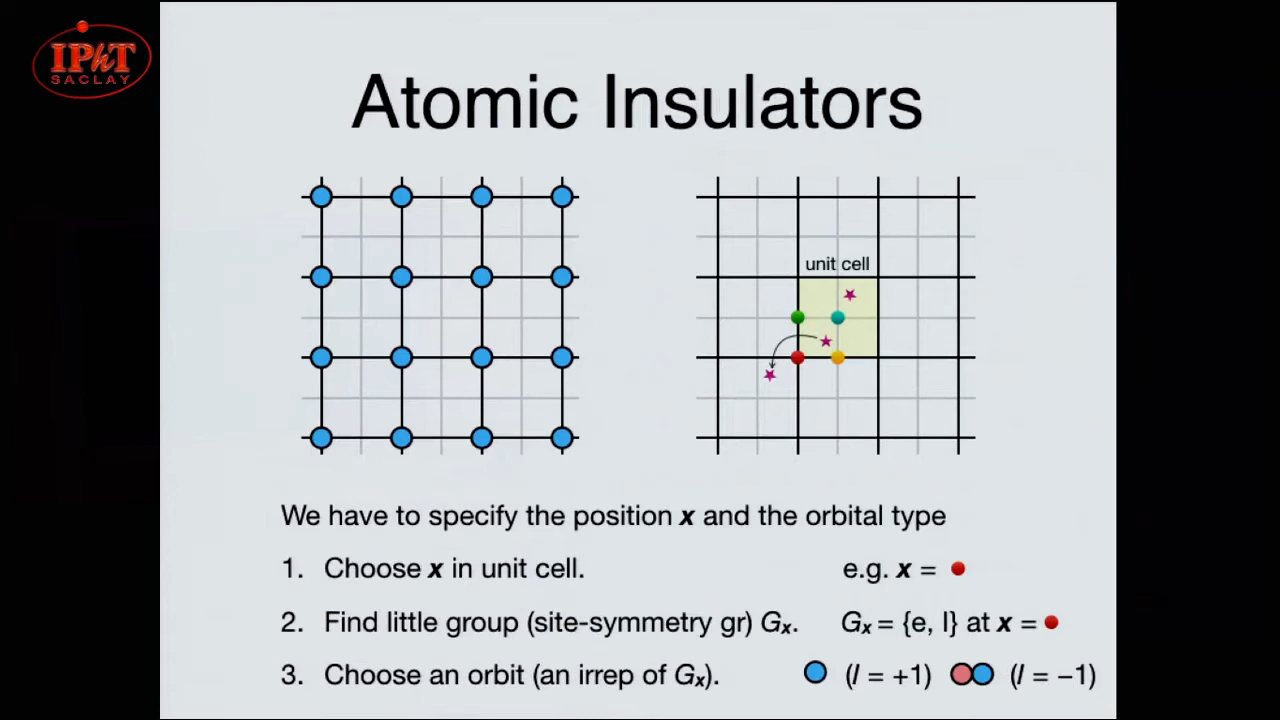 IPhT
SACLAY
Atomic Insulators
unit cell
We have to specify the position x and the orbital type
1. Choose x in unit cell. e.g. x =
2. Find little group (site-symmetry gr) Gx. Gx = {e, I} at x =
3. Choose an orbit (an irrep of Gx). (I = +1) (I = −1)